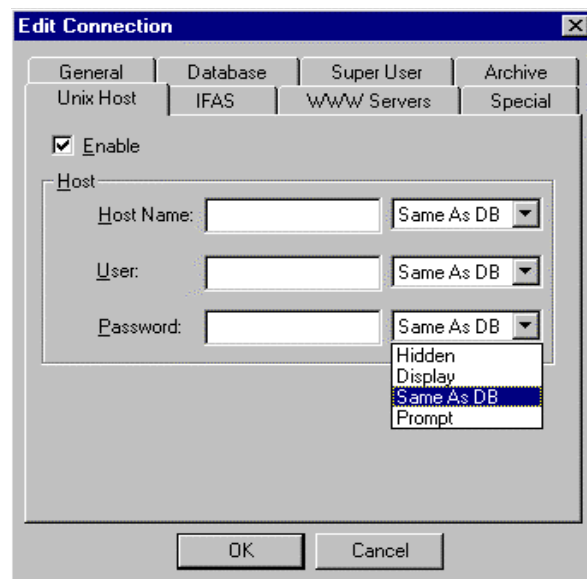 Edit Connection
General Database Super User Archive
Unix Host IFAS WWW Servers Special
Enable
Host
Host Name: Same As DB
User: Same As DB
Password: Same As DB
Hidden
Display
Same As DB
Prompt
OK Cancel